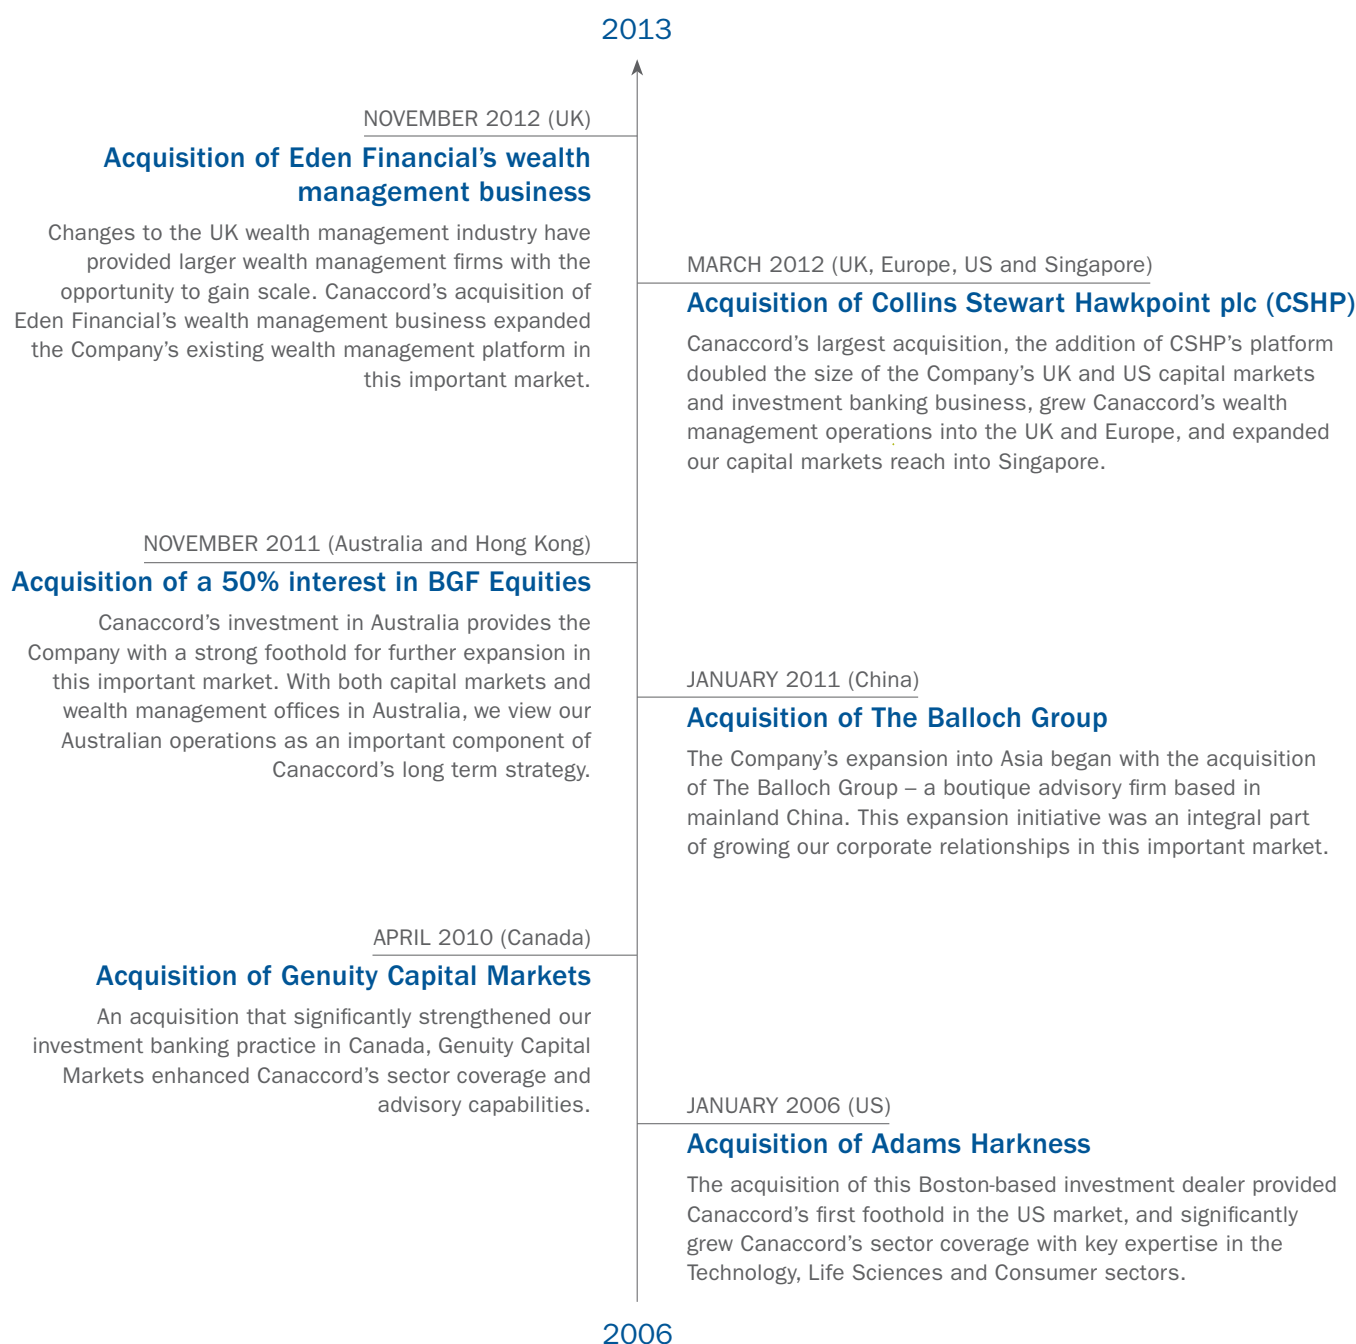 2013
NOVEMBER 2012 (UK)
Acquisition of Eden Financial’s wealth
management business
Changes to the UK wealth management industry have
provided larger wealth management firms with the
opportunity to gain scale. Canaccord’s acquisition of
Eden Financial’s wealth management business expanded
the Company’s existing wealth management platform in
this important market.
MARCH 2012 (UK, Europe, US and Singapore)
Acquisition of Collins Stewart Hawkpoint plc (CSHP)
Canaccord’s largest acquisition, the addition of CSHP’s platform
doubled the size of the Company’s UK and US capital markets
and investment banking business, grew Canaccord’s wealth
management operations into the UK and Europe, and expanded
our capital markets reach into Singapore.
NOVEMBER 2011 (Australia and Hong Kong)
Acquisition of a 50% interest in BGF Equities
Canaccord’s investment in Australia provides the
Company with a strong foothold for further expansion in
this important market. With both capital markets and
wealth management offices in Australia, we view our
Australian operations as an important component of
Canaccord’s long term strategy.
JANUARY 2011 (China)
Acquisition of The Balloch Group
The Company’s expansion into Asia began with the acquisition
of The Balloch Group – a boutique advisory firm based in
mainland China. This expansion initiative was an integral part
of growing our corporate relationships in this important market.
APRIL 2010 (Canada)
Acquisition of Genuity Capital Markets
An acquisition that significantly strengthened our
investment banking practice in Canada, Genuity Capital
Markets enhanced Canaccord’s sector coverage and
advisory capabilities.
JANUARY 2006 (US)
Acquisition of Adams Harkness
The acquisition of this Boston-based investment dealer provided
Canaccord’s first foothold in the US market, and significantly
grew Canaccord’s sector coverage with key expertise in the
Technology, Life Sciences and Consumer sectors.
2006